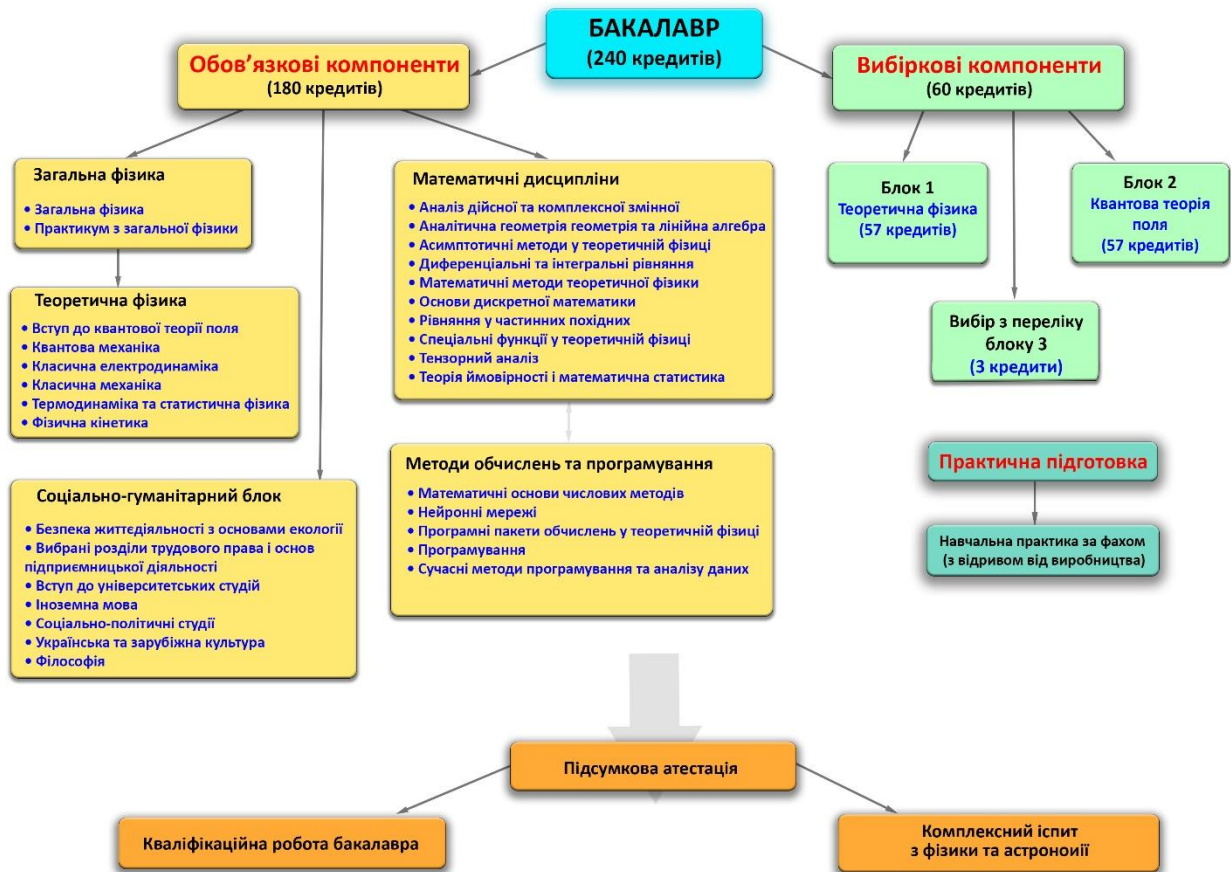 БАКАЛАВР
(240 кредитів)
Обов’язкові компоненти
(180 кредитів)
Вибіркові компоненти
(60 кредитів)
Загальна фізика
• Загальна фізика
• Практикум з загальної фізики
Теоретична фізика
• Вступ до квантової теорії поля
• Квантова механіка
• Класична електродинаміка
• Класична механіка
• Термодинаміка та статистична фізика
• Фізична кінетика
Соціально-гуманітарний блок
• Безпека життєдіяльності з основами екології
• Вибрані розділи трудового права і основ
підприємницької діяльності
• Вступ до університетських студій
• Іноземна мова
• Соціально-політичні студії
• Українська та зарубіжна культура
• Філософія
Математичні дисципліни
• Аналіз дійсної та комплексної змінної
• Аналітична геометрія геометрія та лінійна алгебра
• Асимптотичні методи у теоретичній фізиці
• Диференціальні та інтегральні рівняння
• Математичні методи теоретичної фізики
• Основи дискретної математики
• Рівняння у частинних похідних
• Спеціальні функції у теоретичній фізиці
• Тензорний аналіз
• Теорія ймовірності і математична статистика
Методи обчислень та програмування
• Математичні основи числових методів
• Нейронні мережі
• Програмні пакети обчислень у теоретичній фізиці
• Програмування
• Сучасні методи програмування та аналізу даних
Блок 1
Теоретична фізика
(57 кредитів)
Блок 2
Квантова теорія
поля
(57 кредитів)
Вибір з переліку
блоку 3
(3 кредити)
Практична підготовка
Навчальна практика за фахом
(з відривом від виробництва)
Підсумкова атестація
Кваліфікаційна робота бакалавра
Комплексний іспит
з фізики та астроноиії